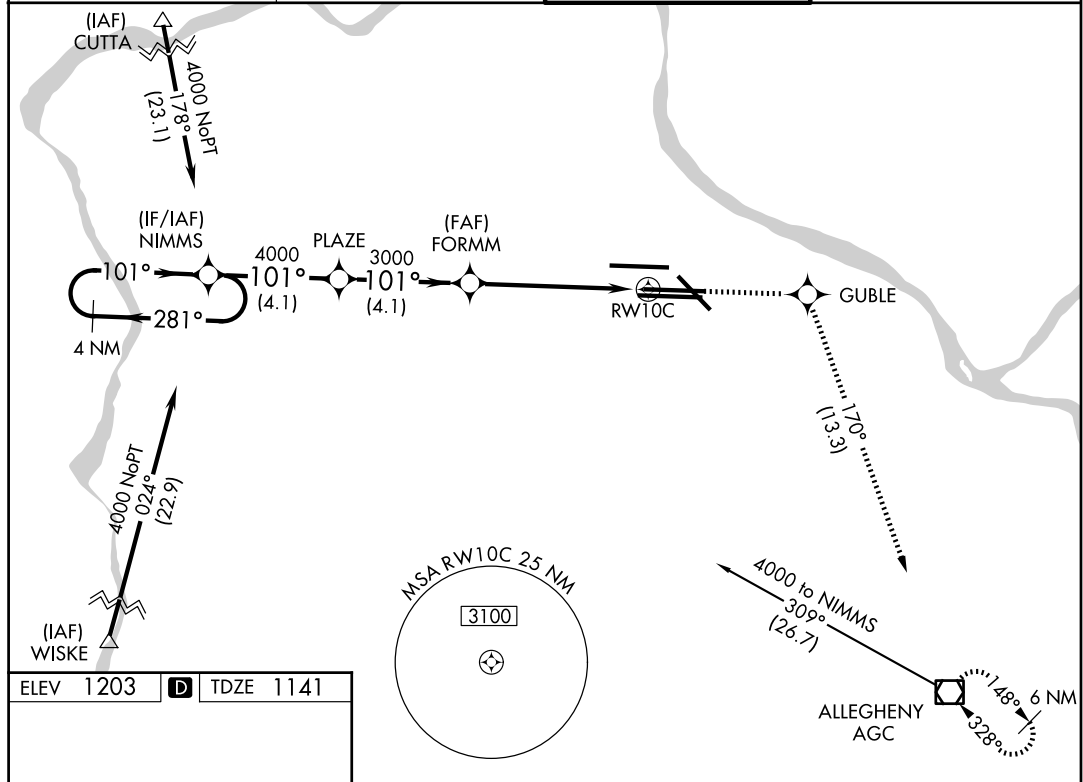 (IAF)
CUTTA
4000 NoPT
178°
(23.1)
(IF/IAF)
NIMMS
4000
101°
(4.1)
PLAZE
3000
101°
(4.1)
(FAF)
FORMM
101°
281°
4 NM
RW10C
GUBLE
170°
(13.3)
4000 NoPT
024°
(22.9)
(IAF)
WISKE
MSA RW10C 25 NM
3100
4000 to NIMMS
309°
(26.7)
ALLEGHENY
AGC
148°
328°
6 NM
ELEV 1203 D TDZE 1141